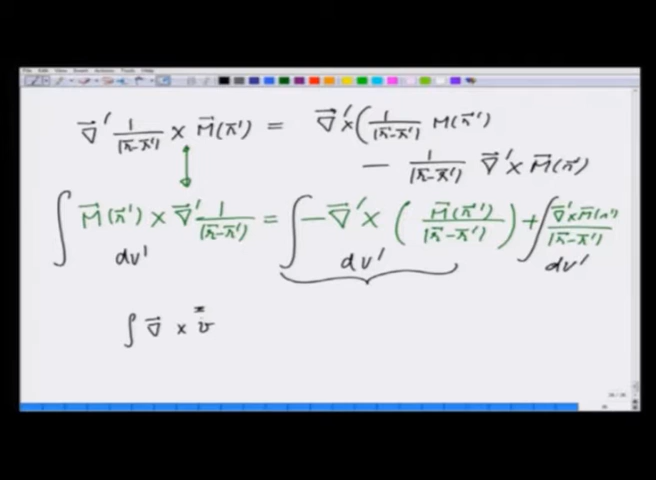 ∇⃗′ 1/|r⃗-r⃗′| × M⃗(r⃗′) = ∇⃗′×(1/|r⃗-r⃗′| M(r⃗′)
− 1/|r⃗-r⃗′| ∇⃗′×M⃗(r⃗′)
∫ M⃗(r⃗′) × ∇⃗′ 1/|r⃗-r⃗′| dv′ = ∫ −∇⃗′× ( M⃗(r⃗′)/|r⃗-r⃗′| ) dv′ + ∫ ∇⃗′×M⃗(r′)/|r⃗-r⃗′| dv′
∫ ∇⃗ × v⃗